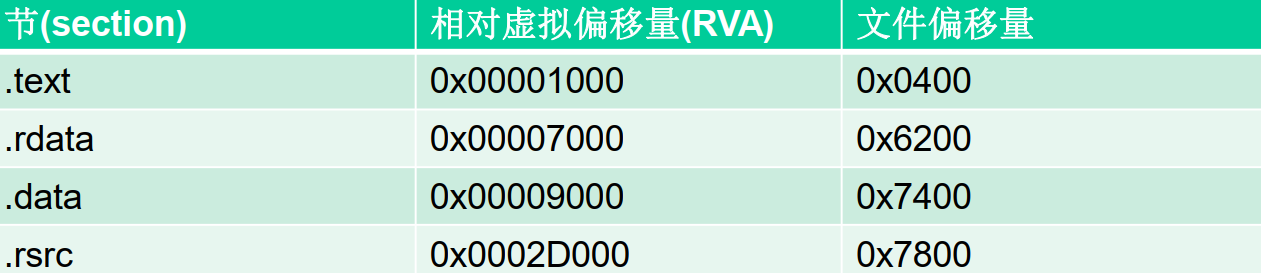 节(section) 相对虚拟偏移量(RVA) 文件偏移量
.text 0x00001000 0x0400
.rdata 0x00007000 0x6200
.data 0x00009000 0x7400
.rsrc 0x0002D000 0x7800